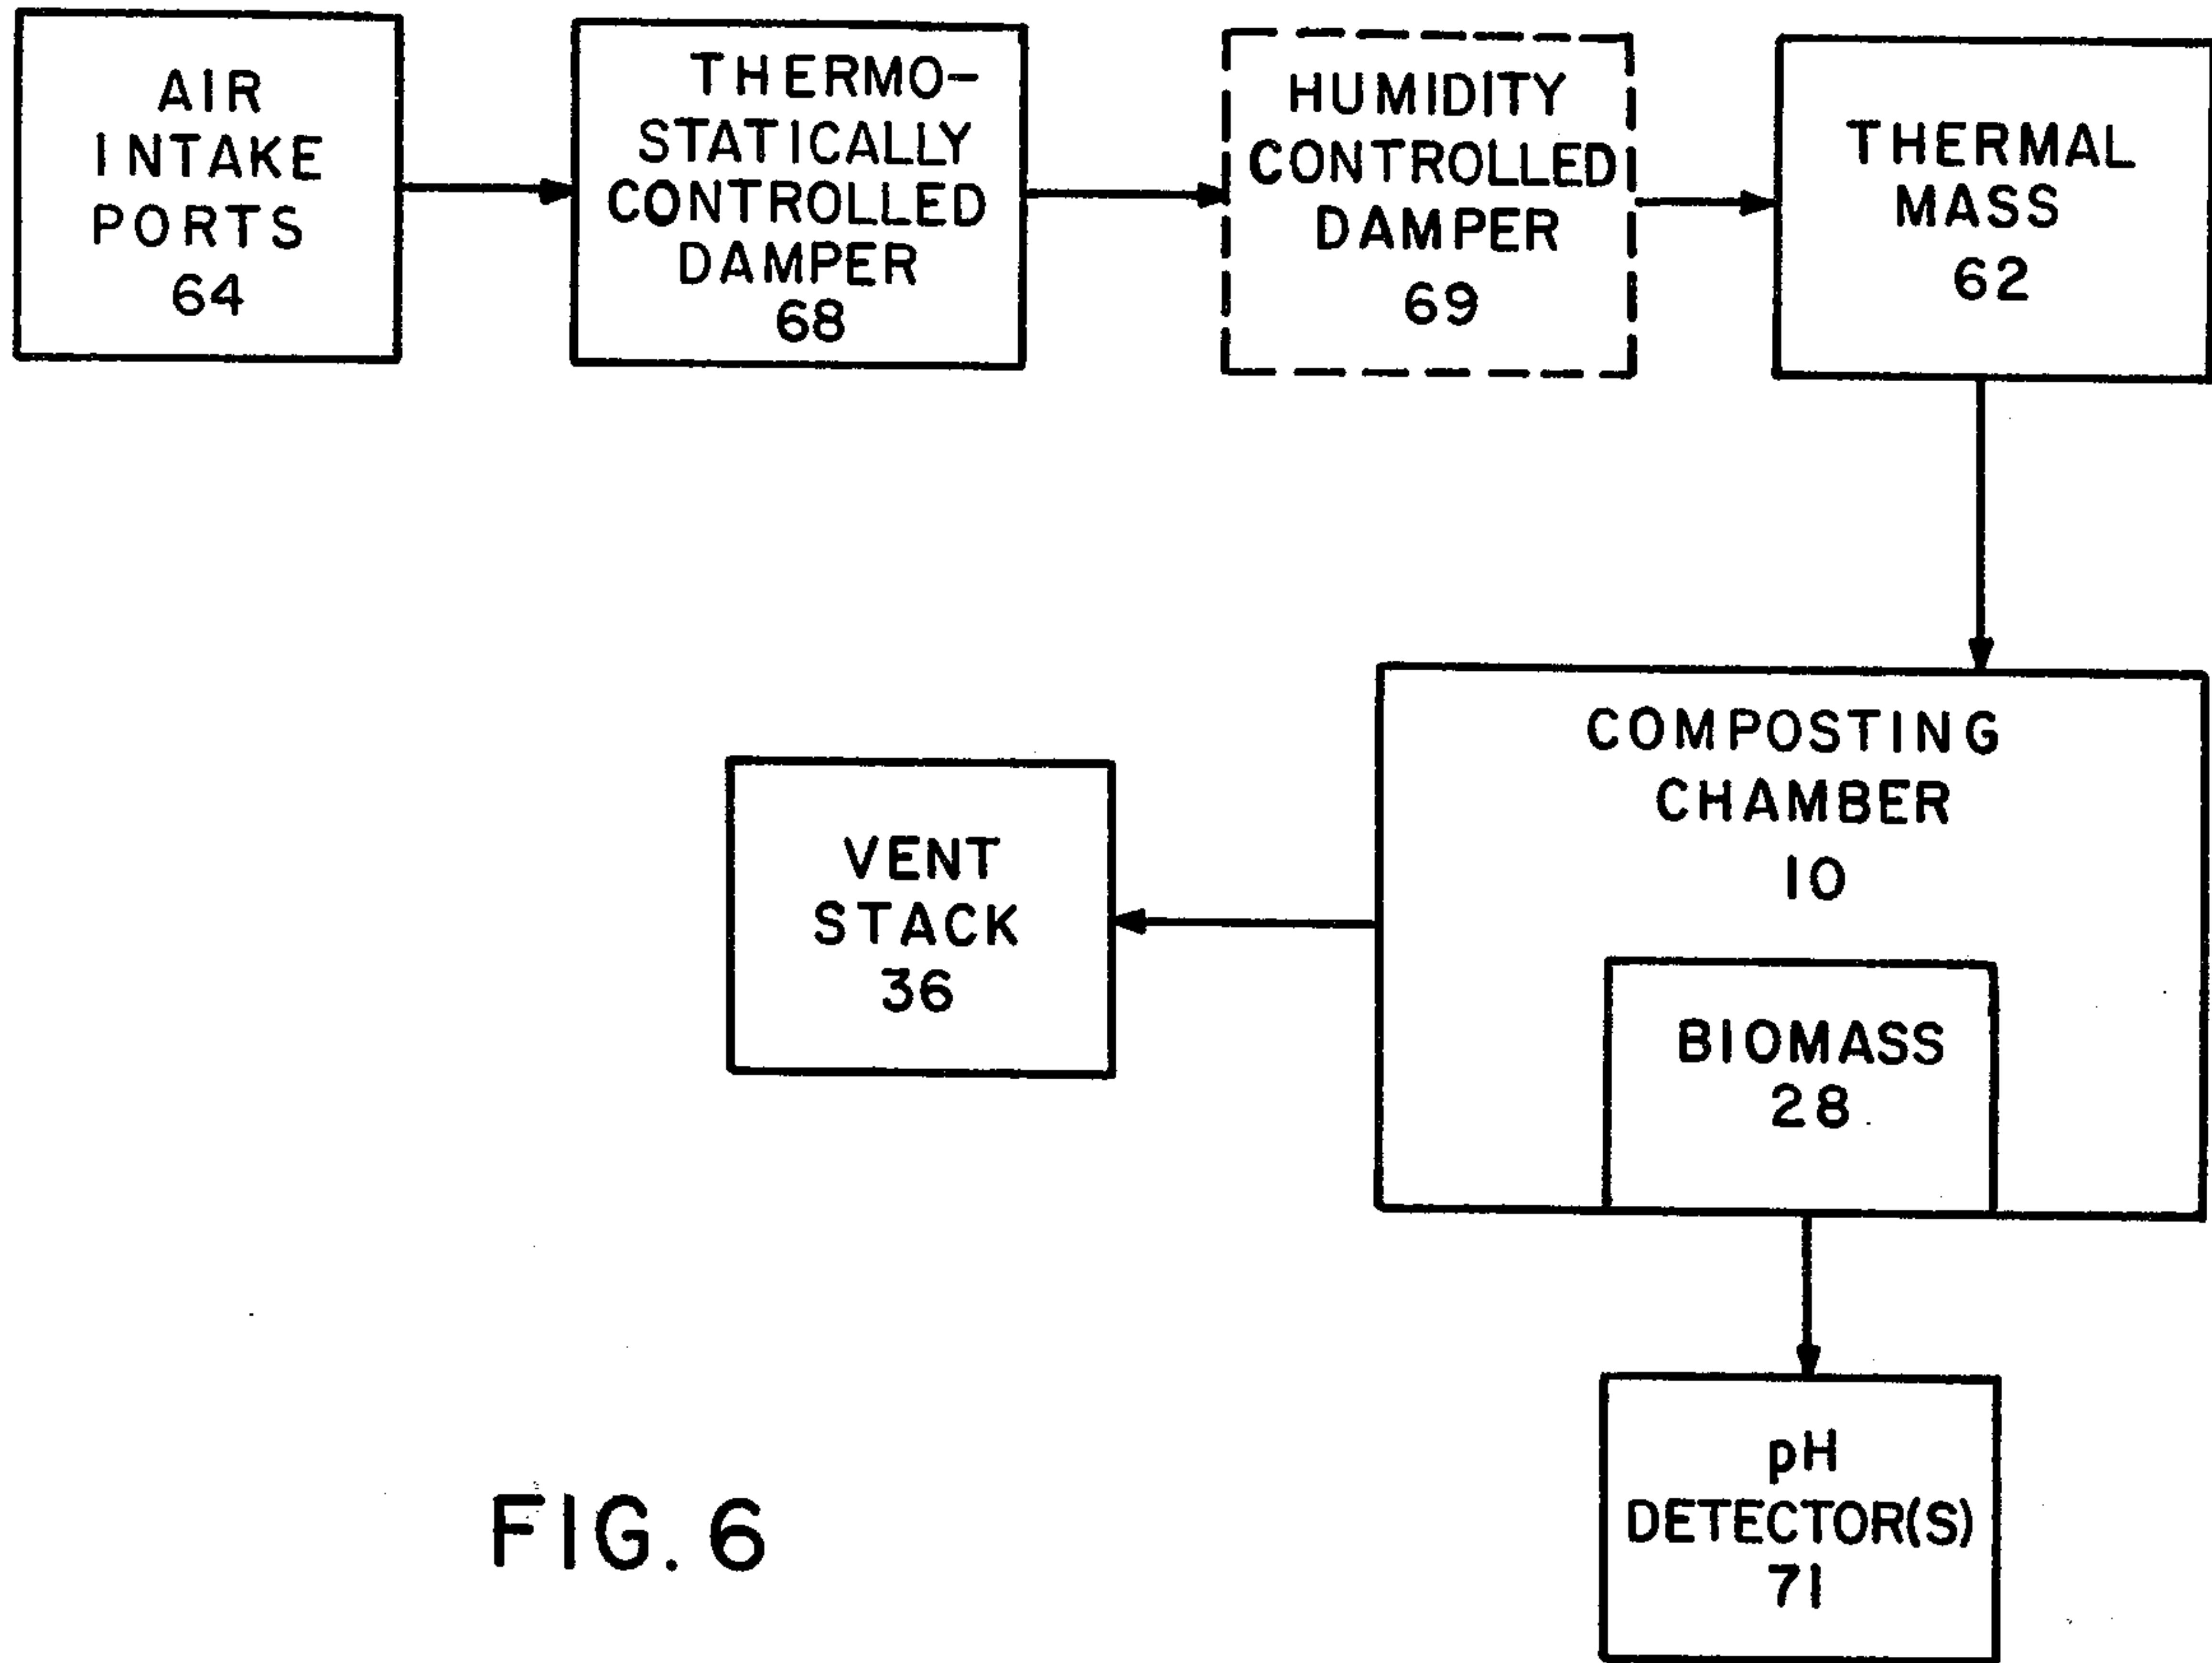 AIR
INTAKE
PORTS
64
THERMO-
STATICALLY
CONTROLLED
DAMPER
68
HUMIDITY
CONTROLLED
DAMPER
69
THERMAL
MASS
62
COMPOSTING
CHAMBER
10
VENT
STACK
36
BIOMASS
28
pH
DETECTOR(S)
71
FIG. 6